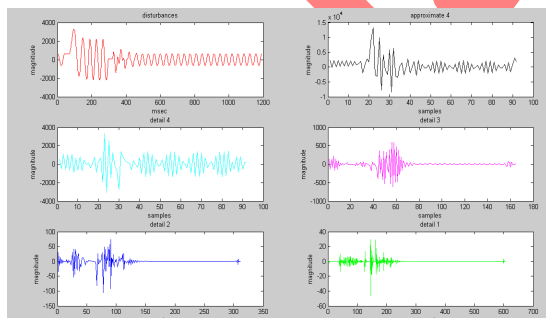 disturbances
4000
2000
0
-2000
-4000
magnitude
0 200 400 600 800 1000 1200
msec
approximate 4
x 10^4
1.5
1
0.5
0
-0.5
-1
magnitude
0 10 20 30 40 50 60 70 80 90 100
samples
detail 4
4000
2000
0
-2000
-4000
magnitude
0 10 20 30 40 50 60 70 80 90 100
samples
detail 3
1000
500
0
-500
-1000
magnitude
0 20 40 60 80 100 120 140 160 180
samples
detail 2
100
50
0
-50
-100
-150
magnitude
0 50 100 150 200 250 300 350
detail 1
40
20
0
-20
-40
-60
magnitude
0 100 200 300 400 500 600 700